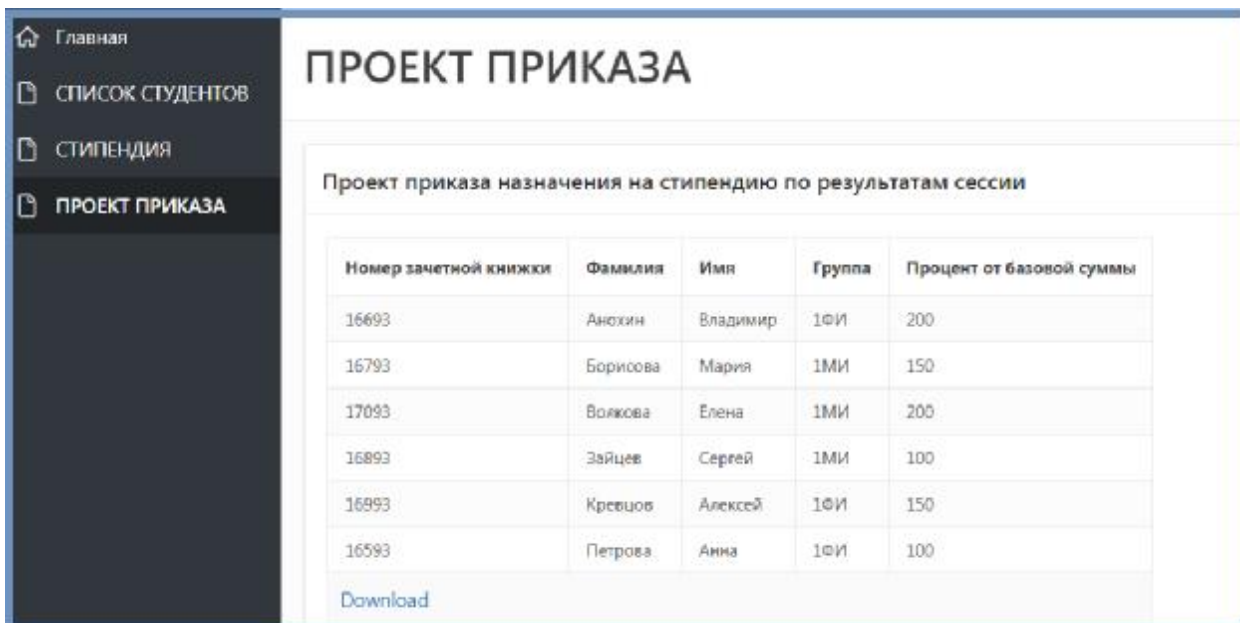 Главная
СПИСОК СТУДЕНТОВ
СТИПЕНДИЯ
ПРОЕКТ ПРИКАЗА
ПРОЕКТ ПРИКАЗА
Проект приказа назначения на стипендию по результатам сессии
Номер зачетной книжки Фамилия Имя Группа Процент от базовой суммы
16693 Анохин Владимир 1ФИ 200
16793 Борисова Мария 1МИ 150
17093 Волкова Елена 1МИ 200
16893 Зайцев Сергей 1МИ 100
16993 Кревцов Алексей 1ФИ 150
16593 Петрова Анна 1ФИ 100
Download